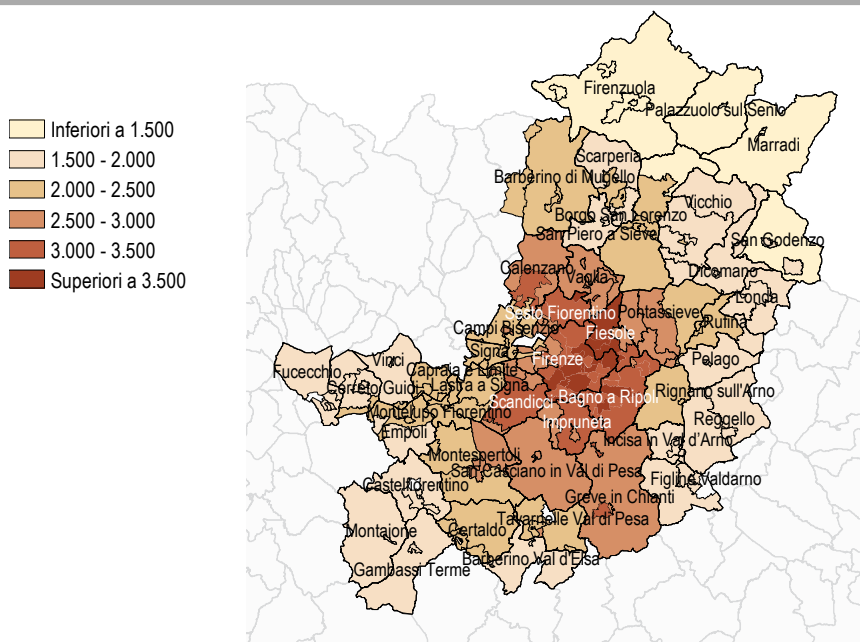 Inferiori a 1.500
1.500 - 2.000
2.000 - 2.500
2.500 - 3.000
3.000 - 3.500
Superiori a 3.500
Firenzuola
Palazzuolo sul Senio
Marradi
Scarperia
Barberino di Mugello
Vicchio
Borgo San Lorenzo
San Piero a Sieve
San Godenzo
Calenzano
Vaglia
Dicomano
Londa
Sesto Fiorentino
Pontassieve
Campi Bisenzio
Fiesole
Rufina
Signa
Firenze
Pelago
Vinci
Fucecchio
Capraia e Limite
Cerreto Guidi
Lastra a Signa
Rignano sull'Arno
Scandicci
Bagno a Ripoli
Montelupo Fiorentino
Impruneta
Reggello
Empoli
Incisa in Val d'Arno
Montespertoli
San Casciano in Val di Pesa
Castelfiorentino
Figline Valdarno
Greve in Chianti
Tavarnelle Val di Pesa
Montaione
Certaldo
Barberino Val d'Elsa
Gambassi Terme